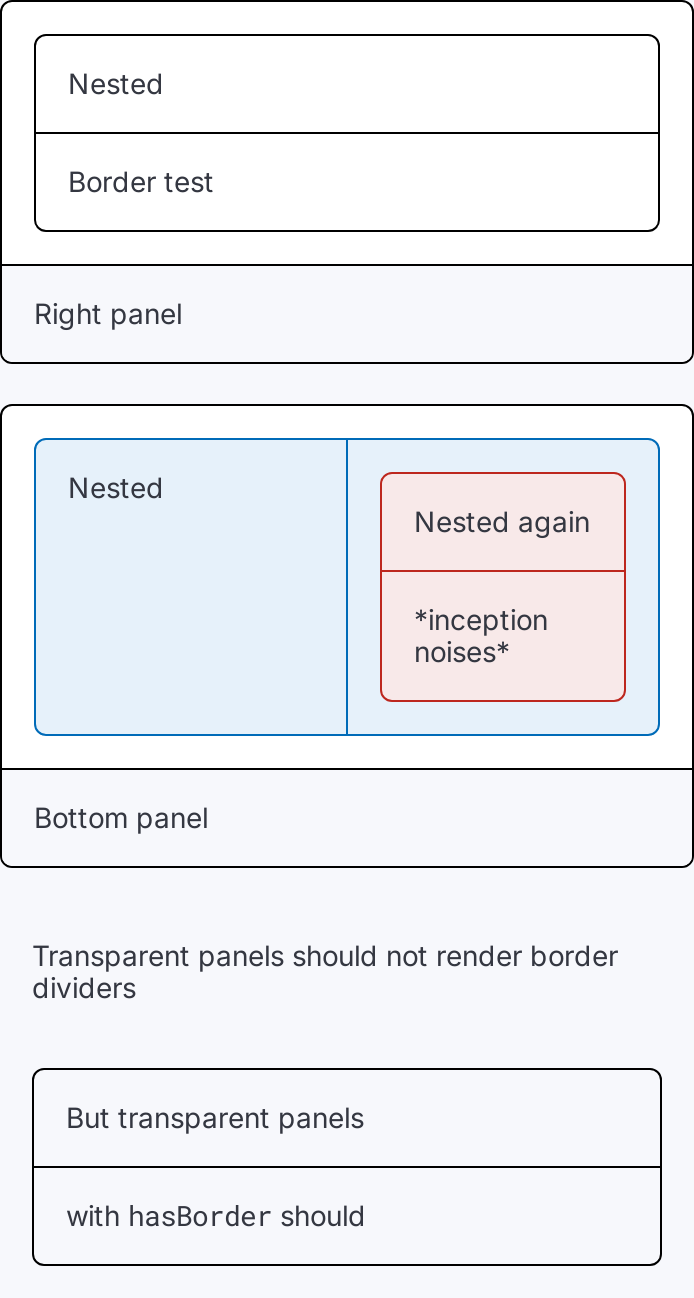 Nested
Border test
Right panel
Nested
Nested again
*inception
noises*
Bottom panel
Transparent panels should not render border
dividers
But transparent panels
with hasBorder should